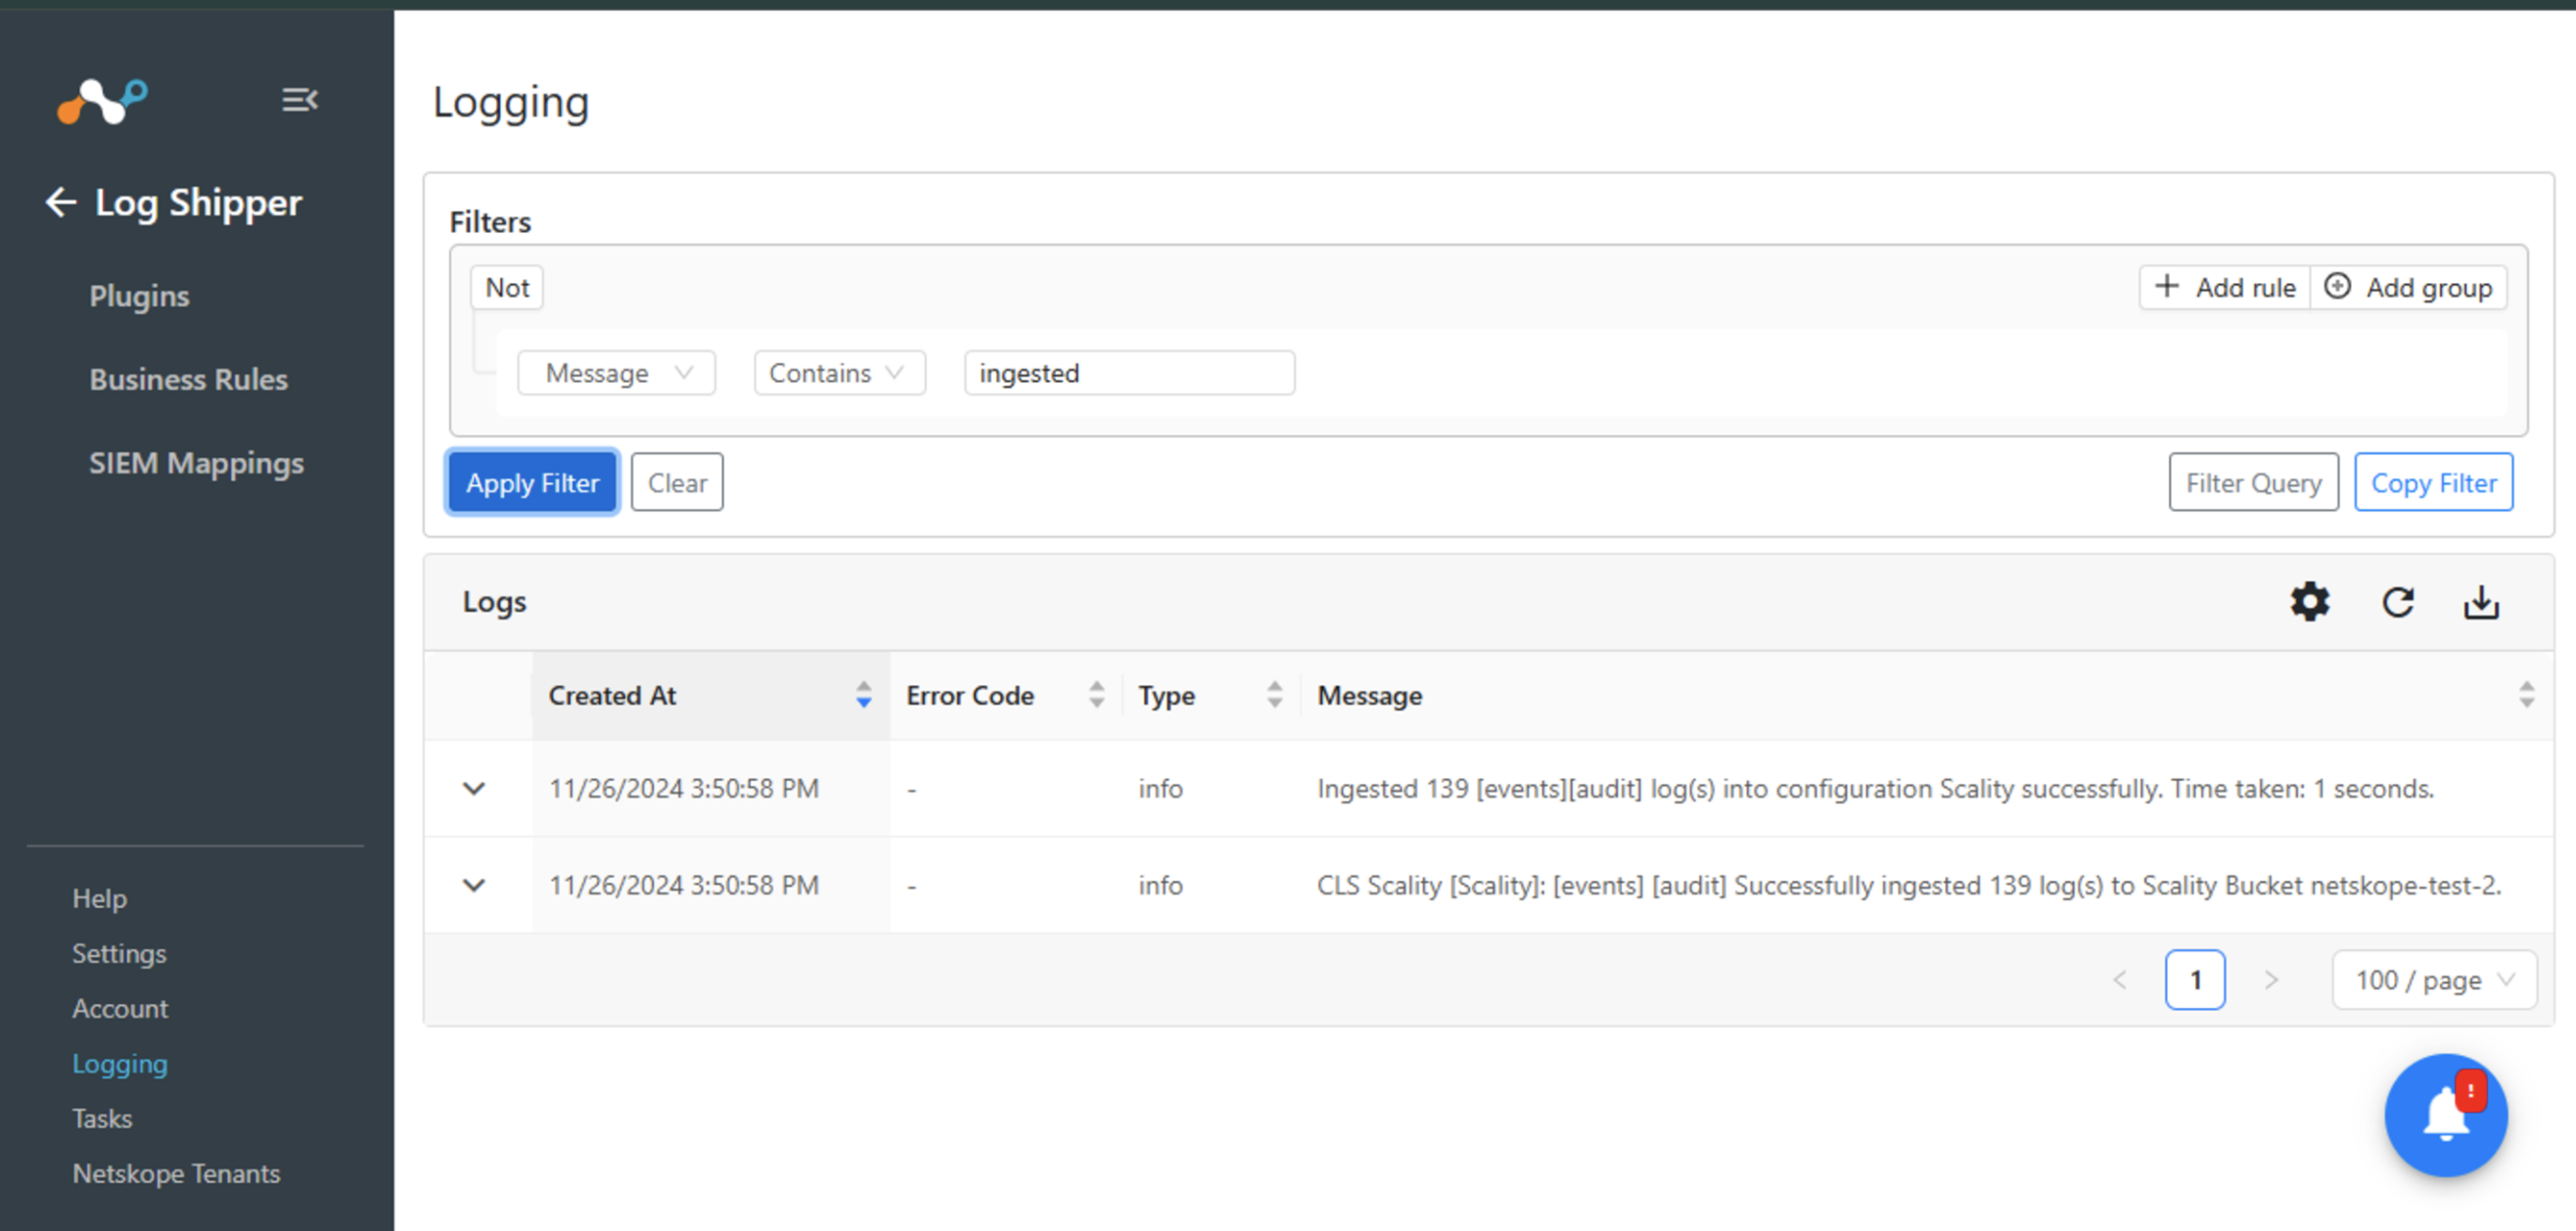 Log Shipper
Plugins
Business Rules
SIEM Mappings
Help
Settings
Account
Logging
Tasks
Netskope Tenants
Logging
Filters
Not
Add rule
Add group
Message
Contains
ingested
Apply Filter
Clear
Filter Query
Copy Filter
Logs
Created At Error Code Type Message
11/26/2024 3:50:58 PM - info Ingested 139 [events][audit] log(s) into configuration Scality successfully. Time taken: 1 seconds.
11/26/2024 3:50:58 PM - info CLS Scality [Scality]: [events] [audit] Successfully ingested 139 log(s) to Scality Bucket netskope-test-2.
< 1 > 100 / page
!